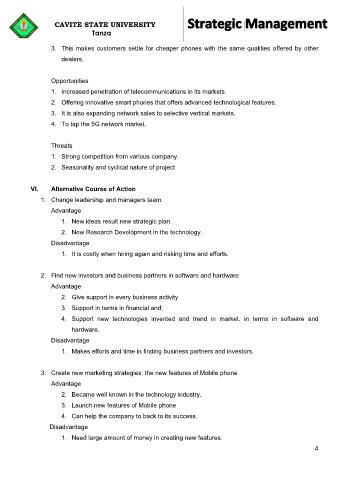 CAVITE STATE UNIVERSITY
Tanza
Strategic Management
3. This makes customers settle for cheaper phones with the same qualities offered by other
dealers.
Opportunities
1. Increased penetration of telecommunications in its markets.
2. Offering innovative smart phones that offers advanced technological features.
3. It is also expanding network sales to selective vertical markets.
4. To tap the 5G network market.
Threats
1. Strong competition from various company.
2. Seasonality and cyclical nature of project
VI. Alternative Course of Action
1. Change leadership and managers team.
Advantage
1. New ideas result new strategic plan.
2. New Research Development in the technology.
Disadvantage
1. It is costly when hiring again and risking time and efforts.
2. Find new investors and business partners in software and hardware
Advantage
2. Give support in every business activity
3. Support in terms in financial and;
4. Support new technologies invented and trend in market, in terms in software and
hardware.
Disadvantage
1. Makes efforts and time in finding business partners and investors.
3. Create new marketing strategies; the new features of Mobile phone
Advantage
2. Became well known in the technology industry.
3. Launch new features of Mobile phone
4. Can help the company to back to its success.
Disadvantage
1. Need large amount of money in creating new features.
4